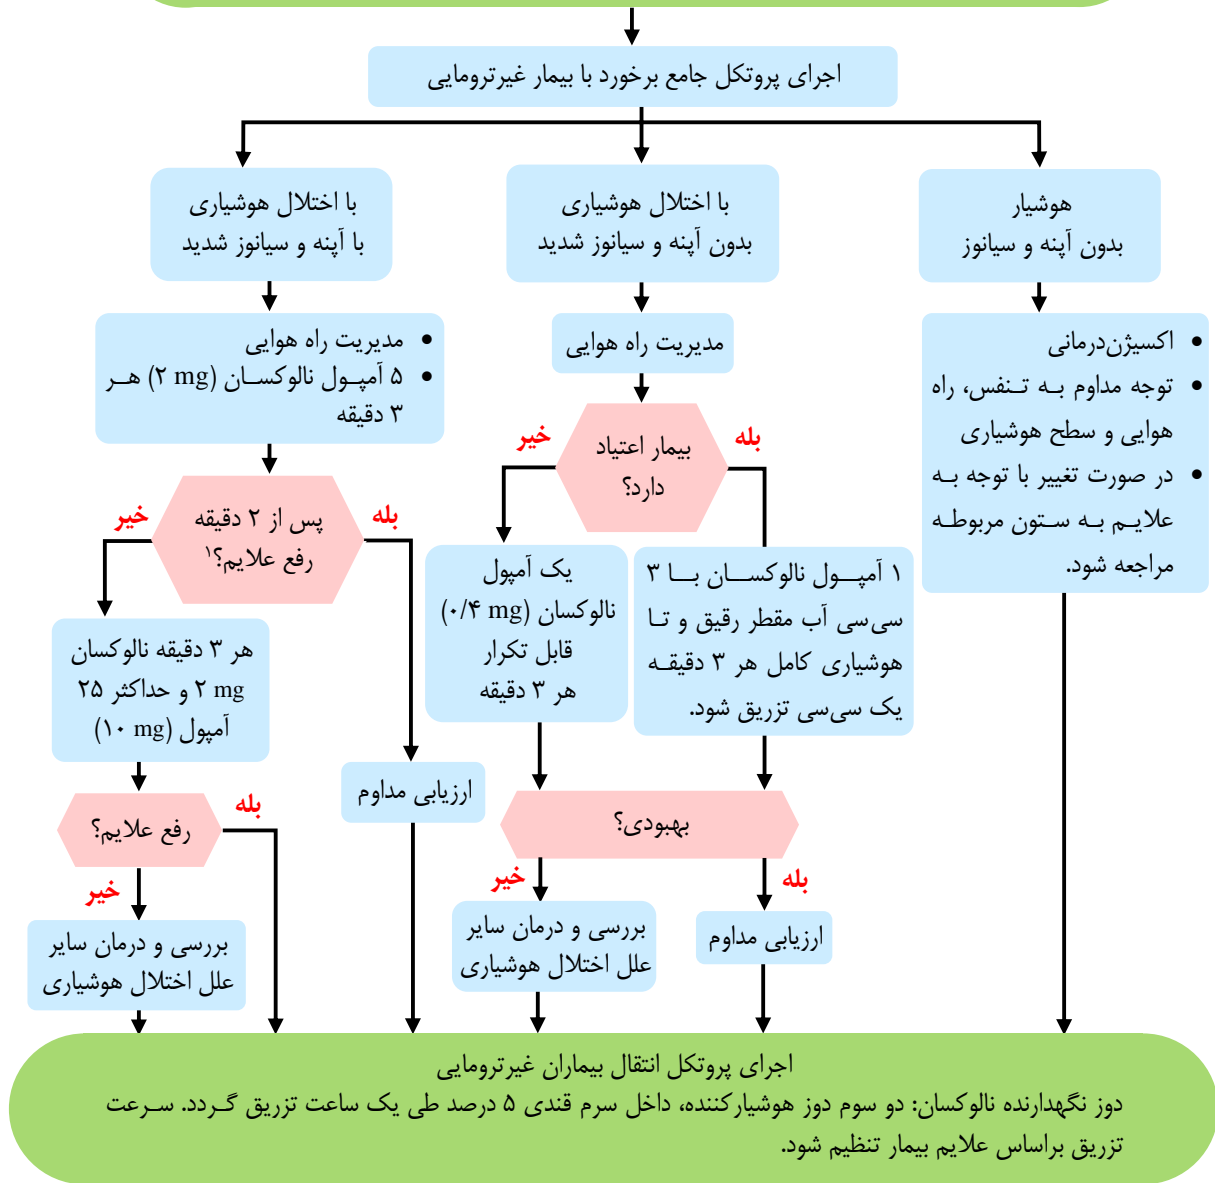 اجرای پروتکل جامع برخورد با بیمار غیرترومایی
هوشیار
بدون آپنه و سیانوز
با اختلال هوشیاری
بدون آپنه و سیانوز شدید
با اختلال هوشیاری
با آپنه و سیانوز شدید
• اکسیژن‌درمانی
• توجه مداوم به تنفس، راه
هوایی و سطح هوشیاری
• در صورت تغییر با توجه به
علایم به ستون مربوطه
مراجعه شود.
مدیریت راه هوایی
بیمار اعتیاد
دارد؟
بله
خیر
۱ آمپول نالوکسان با ۳
سی‌سی آب مقطر رقیق و تا
هوشیاری کامل هر ۳ دقیقه
یک سی‌سی تزریق شود.
یک آمپول
نالوکسان (۰/۴ mg)
قابل تکرار
هر ۳ دقیقه
بهبودی؟
بله
خیر
ارزیابی مداوم
بررسی و درمان سایر
علل اختلال هوشیاری
• مدیریت راه هوایی
• ۵ آمپول نالوکسان (۲ mg) هر
۳ دقیقه
پس از ۲ دقیقه
رفع علایم؟۱
بله
خیر
ارزیابی مداوم
هر ۳ دقیقه نالوکسان
۲ mg و حداکثر ۲۵
آمپول (۱۰ mg)
رفع علایم؟
بله
خیر
بررسی و درمان سایر
علل اختلال هوشیاری
اجرای پروتکل انتقال بیماران غیرترومایی
دوز نگهدارنده نالوکسان: دو سوم دوز هوشیارکننده، داخل سرم قندی ۵ درصد طی یک ساعت تزریق گردد. سرعت
تزریق براساس علایم بیمار تنظیم شود.